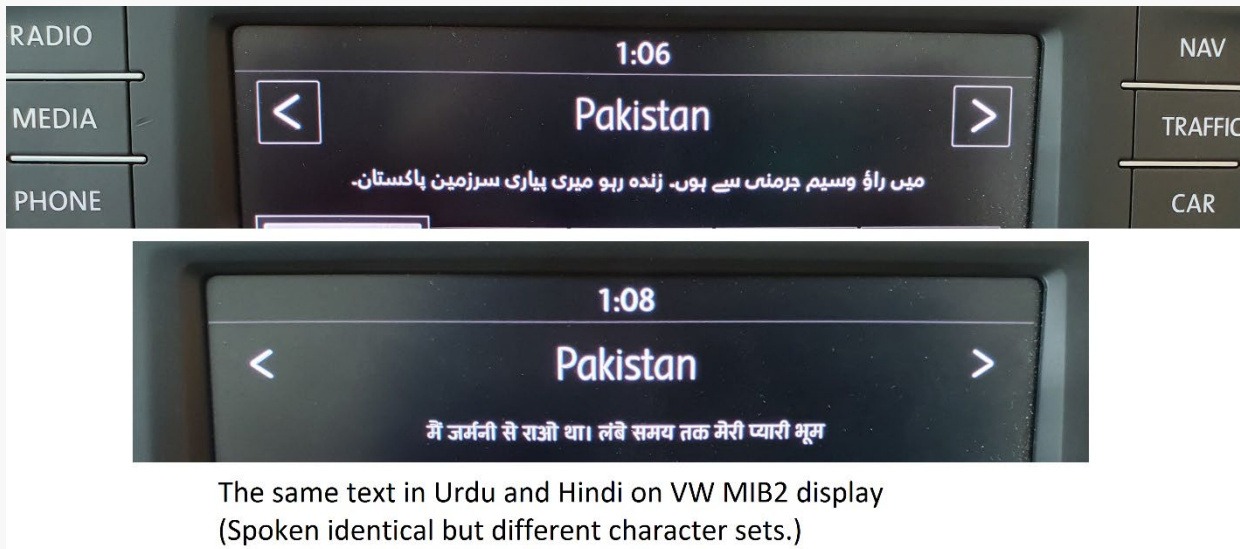 RADIO
MEDIA
PHONE
1:06
< Pakistan >
میں راؤ وسیم جرمنی سے ہوں۔ زندہ رہو میری پیاری سرزمین پاکستان۔
NAV
TRAFFIC
CAR
1:08
< Pakistan >
मैं जर्मनी से राओ था। लंबे समय तक मेरी प्यारी भूम
The same text in Urdu and Hindi on VW MIB2 display
(Spoken identical but different character sets.)